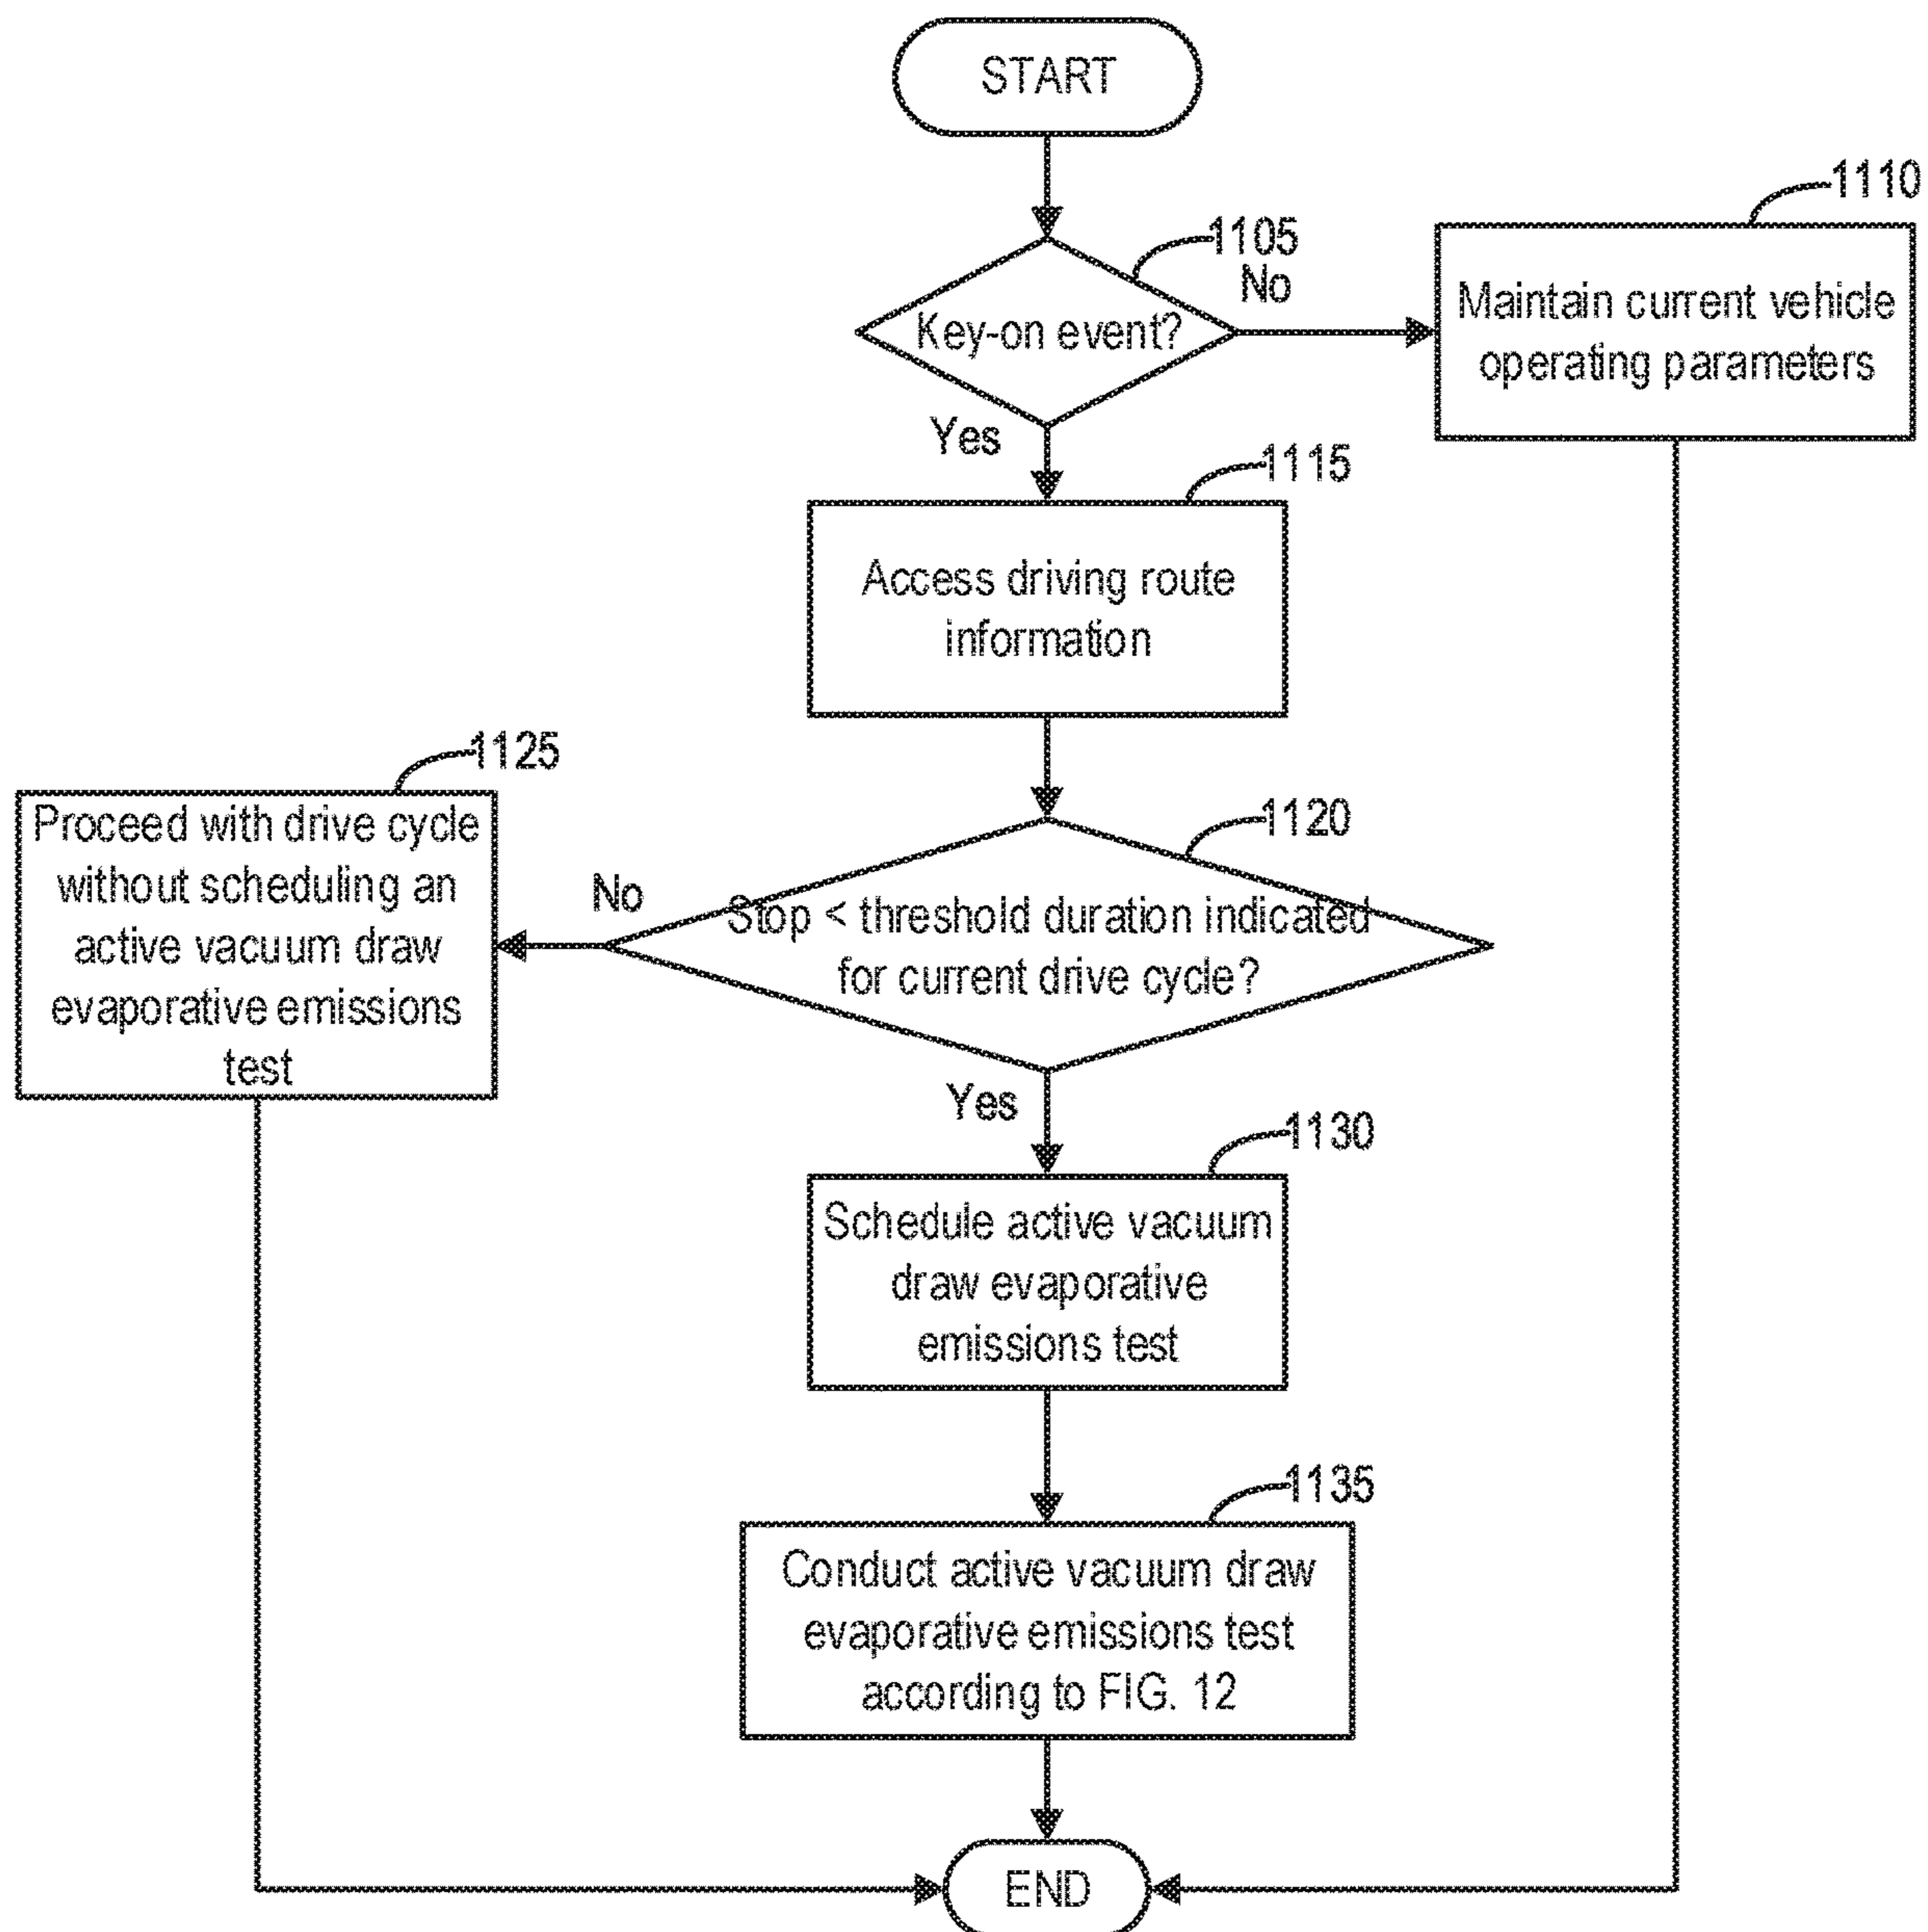 START
1105
No
1110
Key-on event?
Maintain current vehicle
operating parameters
Yes
1115
Access driving route
information
1125
Proceed with drive cycle
without scheduling an
active vacuum draw
evaporative emissions
test
1120
No
Stop < threshold duration indicated
for current drive cycle?
Yes
1130
Schedule active vacuum
draw evaporative
emissions test
1135
Conduct active vacuum draw
evaporative emissions test
according to FIG. 12
END